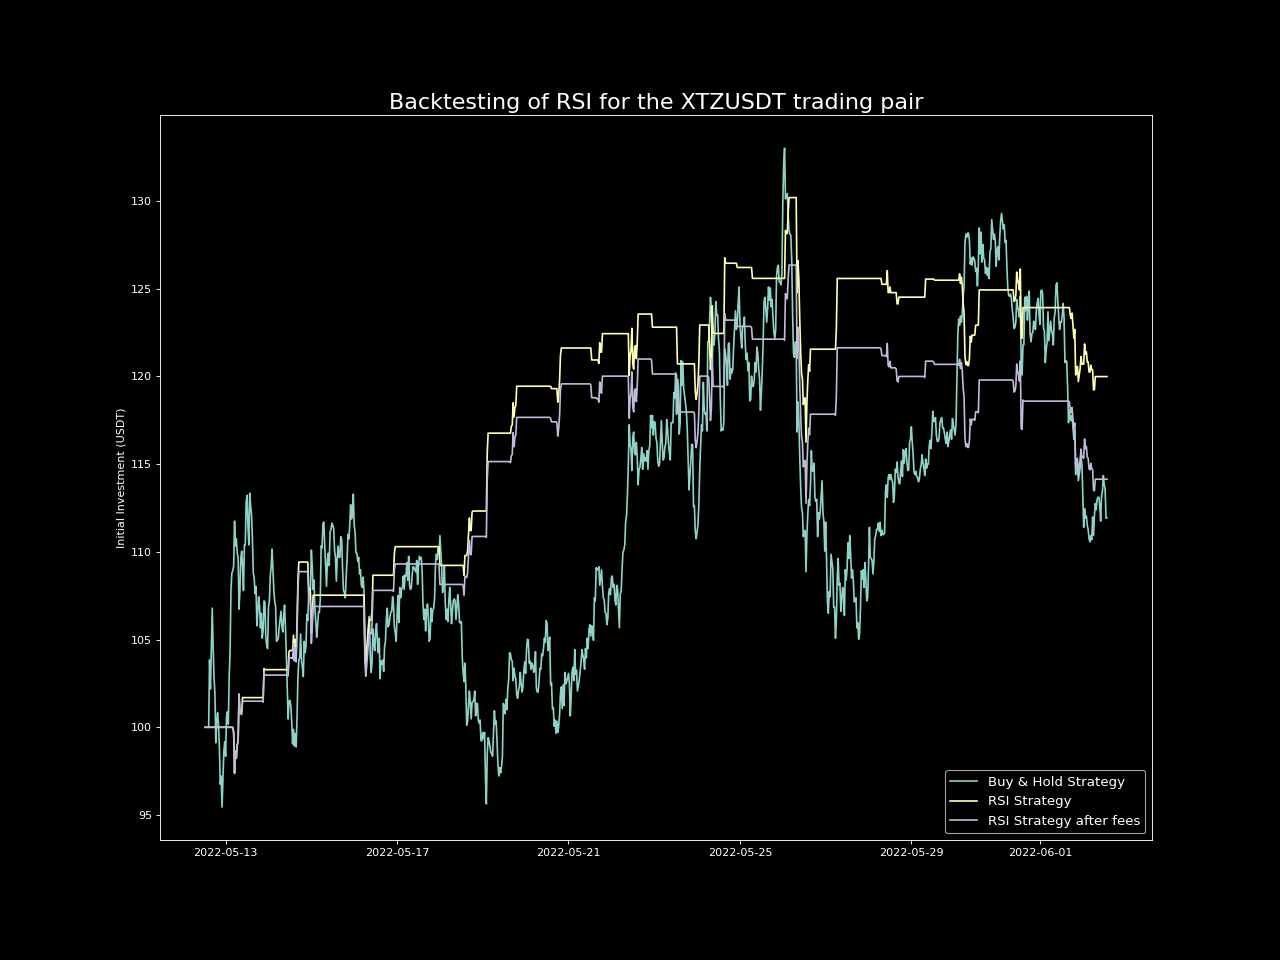 Backtesting of RSI for the XTZUSDT trading pair
Initial Investment (USDT)
130
125
120
115
110
105
100
95
2022-05-13
2022-05-17
2022-05-21
2022-05-25
2022-05-29
2022-06-01
Buy & Hold Strategy
RSI Strategy
RSI Strategy after fees